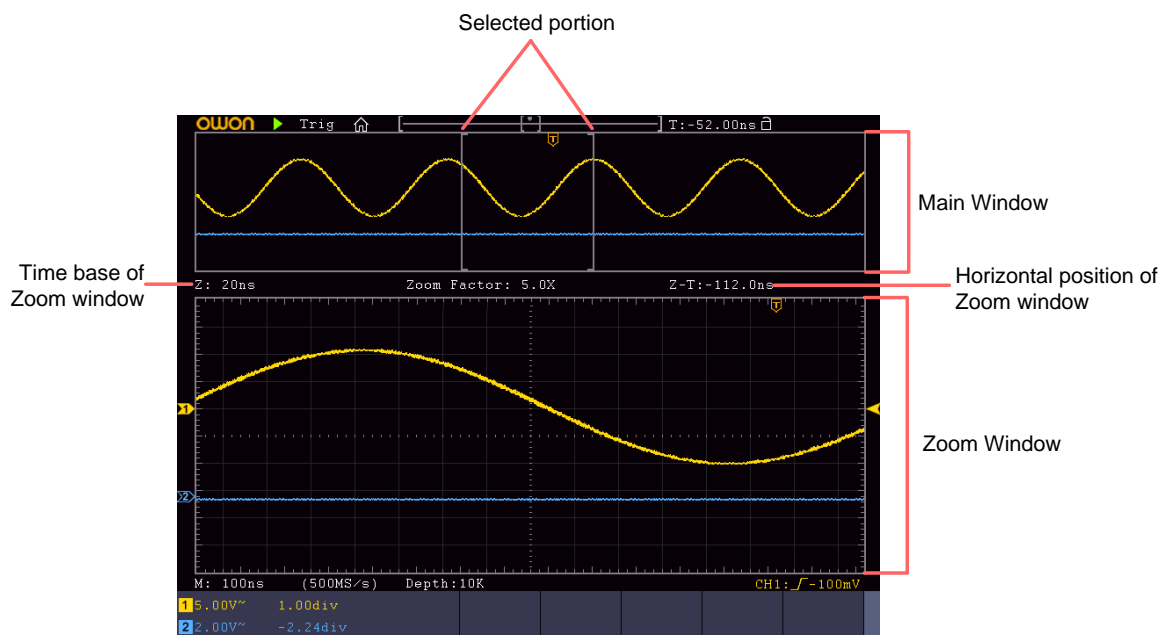 Selected portion
OWON Trig T:-52.00ns
T
Main Window
Time base of
Zoom window
Z: 20ns Zoom Factor: 5.0X Z-T:-112.0ns
Horizontal position of
Zoom window
T
1
Zoom Window
2
M: 100ns (500MS/s) Depth:10K CH1: -100mV
1 5.00V~ 1.00div
2 2.00V~ -2.24div